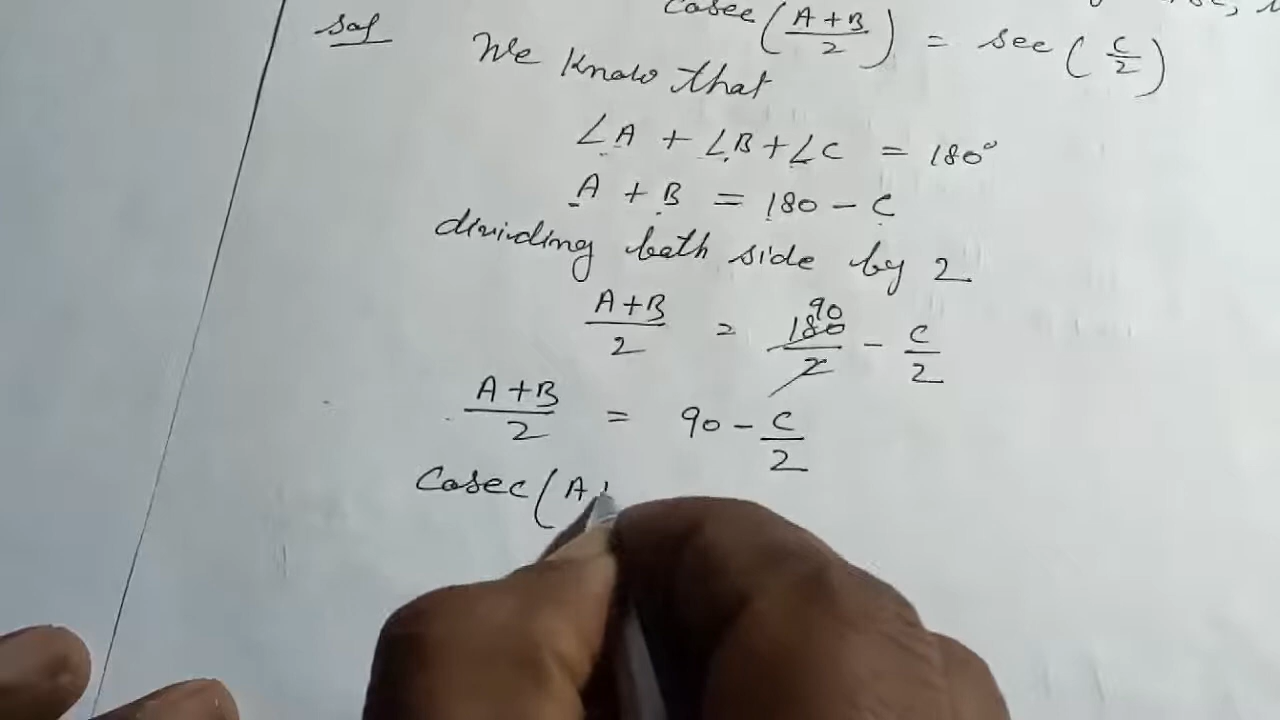 Cosec (A+B/2) = sec (C/2)
Sol
We know that
∠A + ∠B + ∠C = 180°
A + B = 180 - C
dividing both side by 2
A+B/2 = 180/2 90 - C/2
A+B/2 = 90 - C/2
Cosec (A